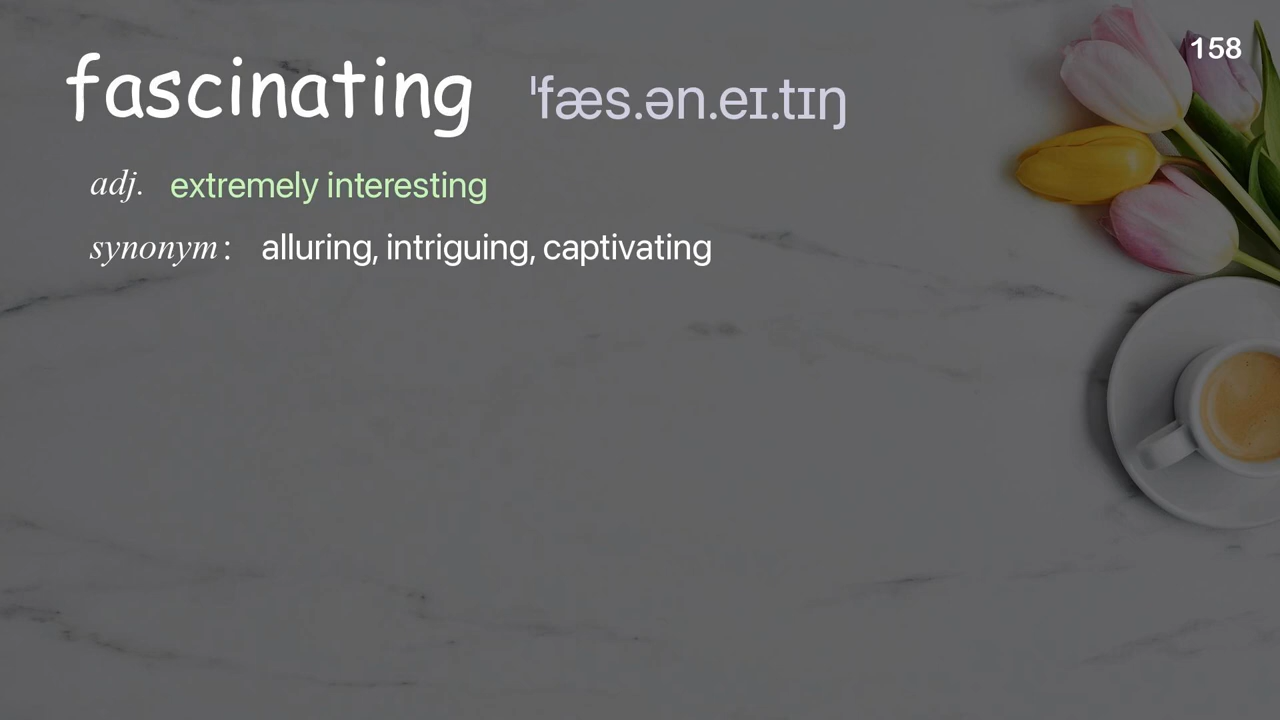 158
fascinating ˈfæs.ən.eɪ.tɪŋ
adj. extremely interesting
synonym: alluring, intriguing, captivating